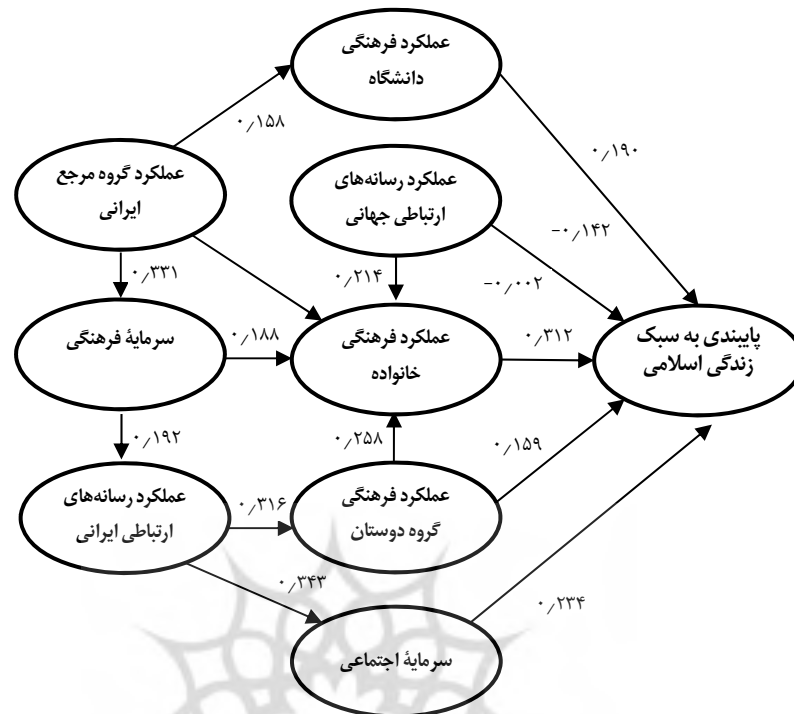 عملکرد فرهنگی
دانشگاه
۰٫۱۵۸
۰٫۱۹۰
عملکرد گروه مرجع
ایرانی
عملکرد رسانه‌های
ارتباطی جهانی
-۰٫۱۴۲
۰٫۳۳۱
۰٫۲۱۴
-۰٫۰۰۲
سرمایۀ فرهنگی
۰٫۱۸۸
عملکرد فرهنگی
خانواده
۰٫۳۱۲
پایبندی به سبک
زندگی اسلامی
۰٫۱۹۲
۰٫۲۵۸
۰٫۱۵۹
عملکرد رسانه‌های
ارتباطی ایرانی
۰٫۳۱۶
عملکرد فرهنگی
گروه دوستان
۰٫۳۴۳
۰٫۲۳۴
سرمایۀ اجتماعی